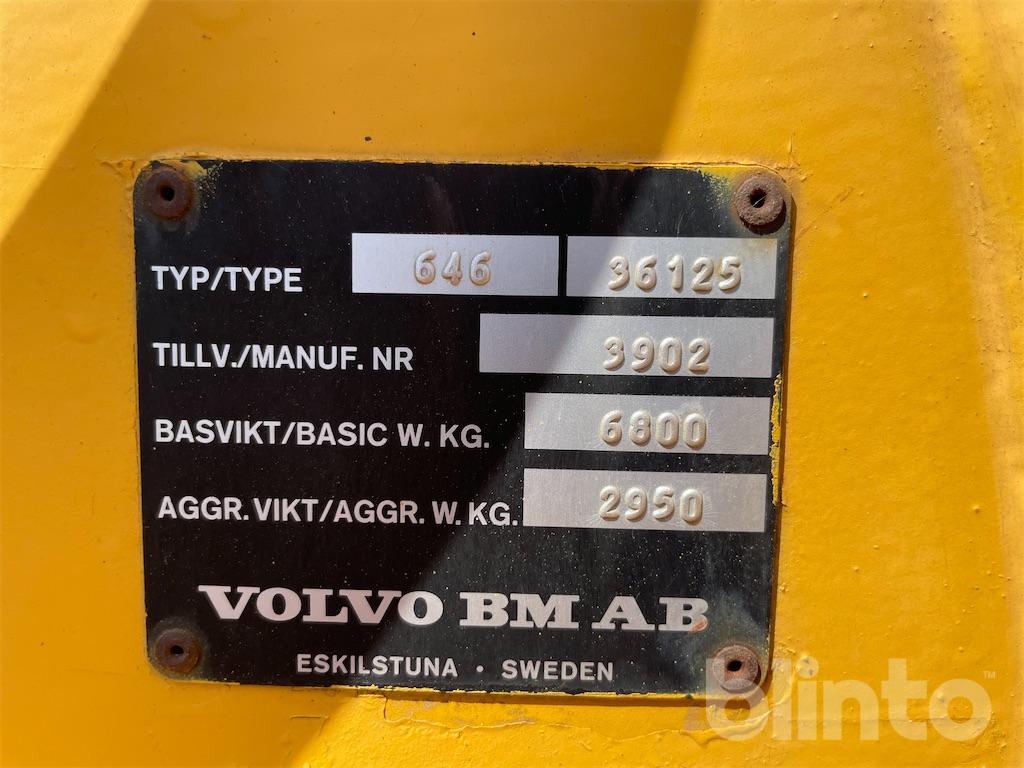 TYP/TYPE 646 36125
TILLV./MANUF. NR 3902
BASVIKT/BASIC W. KG. 6800
AGGR. VIKT/AGGR. W. KG. 2950
VOLVO BM AB
ESKILSTUNA · SWEDEN
blinto™